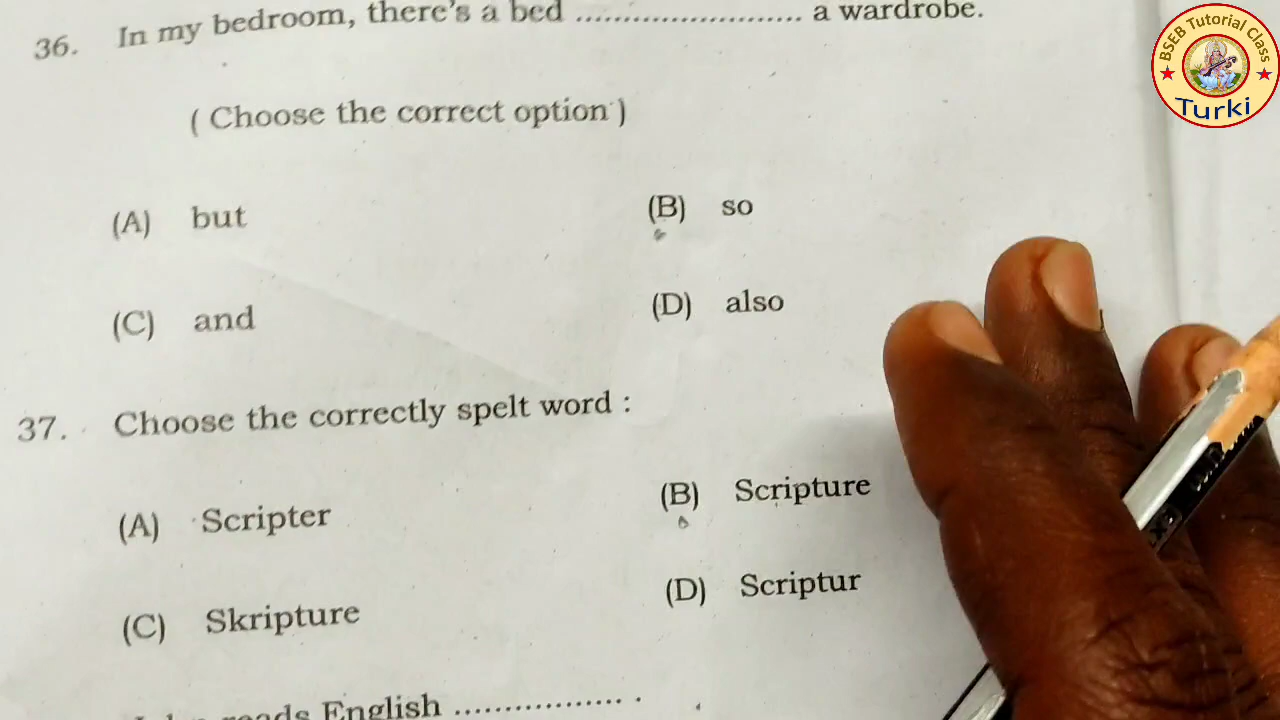 36. In my bedroom, there's a bed ........................ a wardrobe.
( Choose the correct option )
(A) but (B) so
(C) and (D) also
37. Choose the correctly spelt word :
(A) Scripter (B) Scripture
(C) Skripture (D) Scriptur
reads English ................. .
BSEB Tutorial Class
Turki